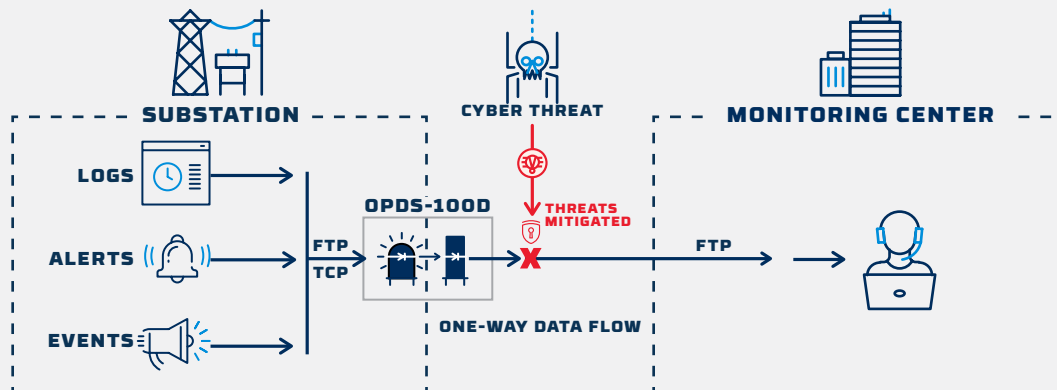 SUBSTATION
CYBER THREAT
MONITORING CENTER
LOGS
ALERTS
EVENTS
FTP
TCP
OPDS-100D
THREATS
MITIGATED
FTP
ONE-WAY DATA FLOW